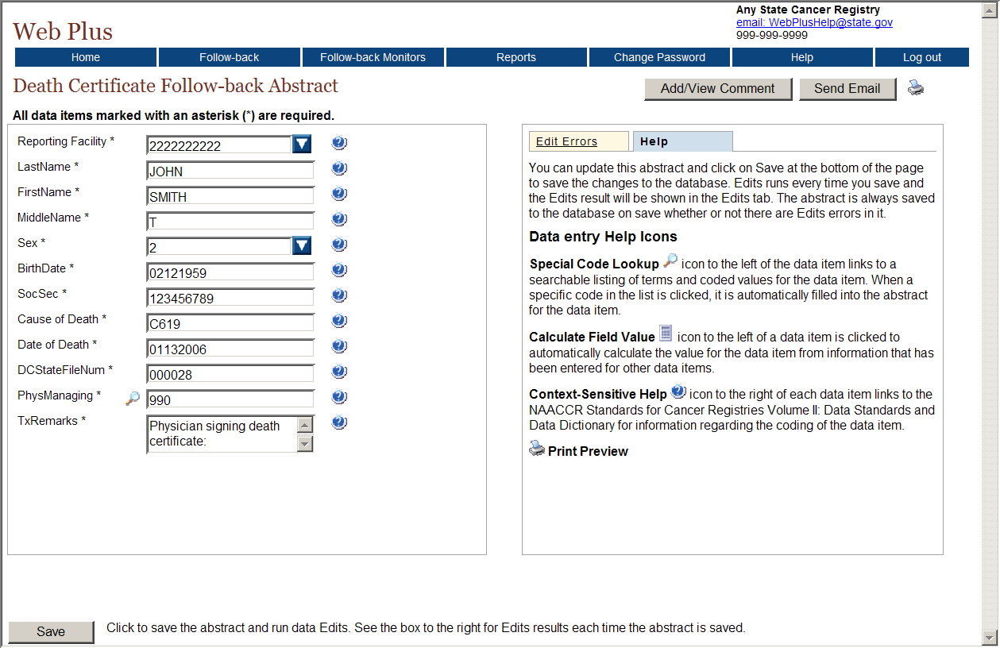 Any State Cancer Registry
email: WebPlusHelp@state.gov
999-999-9999
Web Plus
Home Follow-back Follow-back Monitors Reports Change Password Help Log out
Death Certificate Follow-back Abstract
Add/View Comment Send Email
All data items marked with an asterisk (*) are required.
Reporting Facility * 2222222222
LastName * JOHN
FirstName * SMITH
MiddleName * T
Sex * 2
BirthDate * 02121959
SocSec * 123456789
Cause of Death * C619
Date of Death * 01132006
DCStateFileNum * 000028
PhysManaging * 990
TxRemarks * Physician signing death
certificate:
Edit Errors Help
You can update this abstract and click on Save at the bottom of the page
to save the changes to the database. Edits runs every time you save and
the Edits result will be shown in the Edits tab. The abstract is always saved
to the database on save whether or not there are Edits errors in it.
Data entry Help Icons
Special Code Lookup icon to the left of the data item links to a
searchable listing of terms and coded values for the data item. When a
specific code in the list is clicked, it is automatically filled into the abstract
for the data item.
Calculate Field Value icon to the left of a data item is clicked to
automatically calculate the value for the data item from information that has
been entered for other data items.
Context-Sensitive Help icon to the right of each data item links to the
NAACCR Standards for Cancer Registries Volume II: Data Standards and
Data Dictionary for information regarding the coding of the data item.
Print Preview
Save Click to save the abstract and run data Edits. See the box to the right for Edits results each time the abstract is saved.